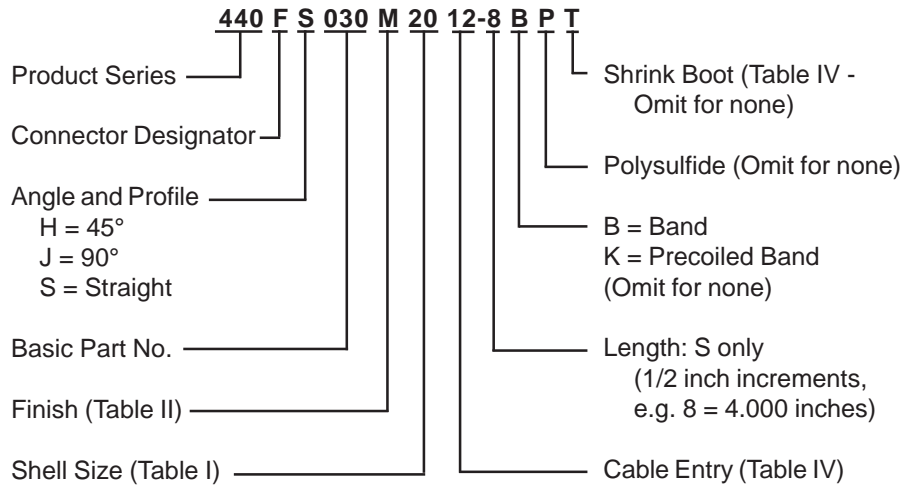 440 F S 030 M 20 12-8 B P T
Product Series
Connector Designator
Angle and Profile
H = 45°
J = 90°
S = Straight
Basic Part No.
Finish (Table II)
Shell Size (Table I)
Shrink Boot (Table IV -
Omit for none)
Polysulfide (Omit for none)
B = Band
K = Precoiled Band
(Omit for none)
Length: S only
(1/2 inch increments,
e.g. 8 = 4.000 inches)
Cable Entry (Table IV)